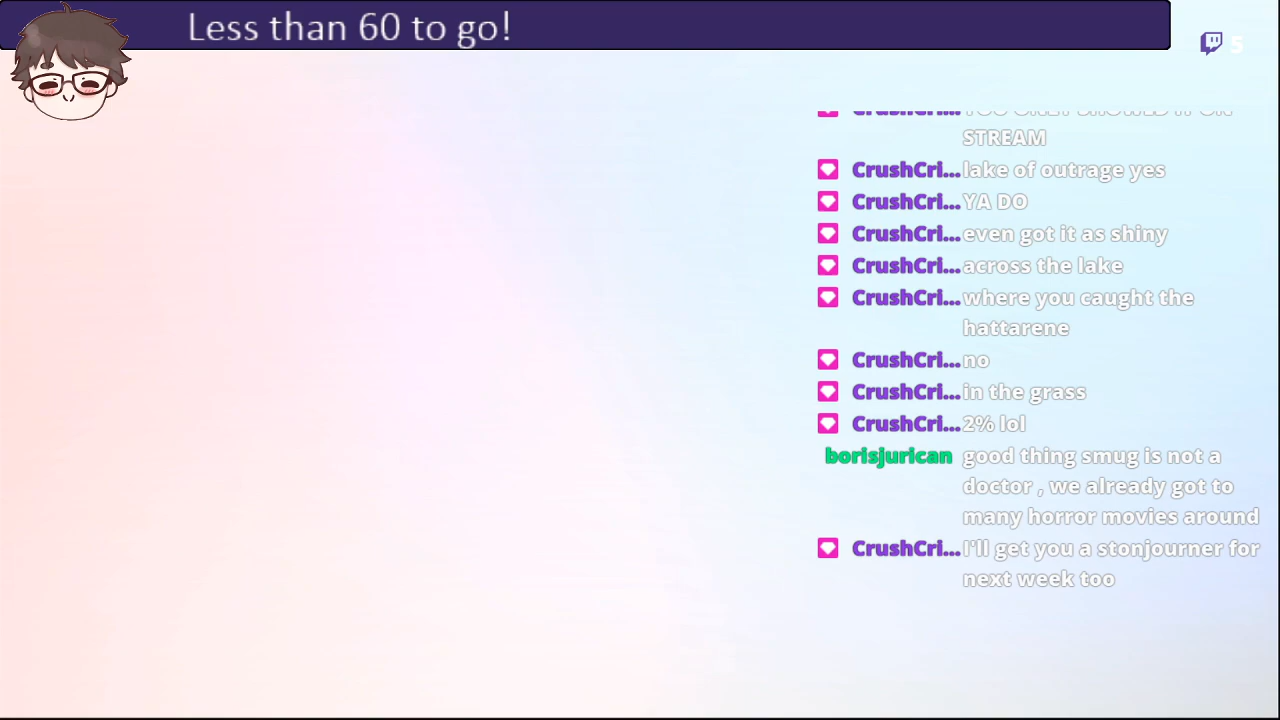 Less than 60 to go!
5
STREAM
CrushCri... lake of outrage yes
CrushCri... YA DO
CrushCri... even got it as shiny
CrushCri... across the lake
CrushCri... where you caught the
hattarene
CrushCri... no
CrushCri... in the grass
CrushCri... 2% lol
borisjurican good thing smug is not a
doctor , we already got to
many horror movies around
CrushCri... I'll get you a stonjourner for
next week too